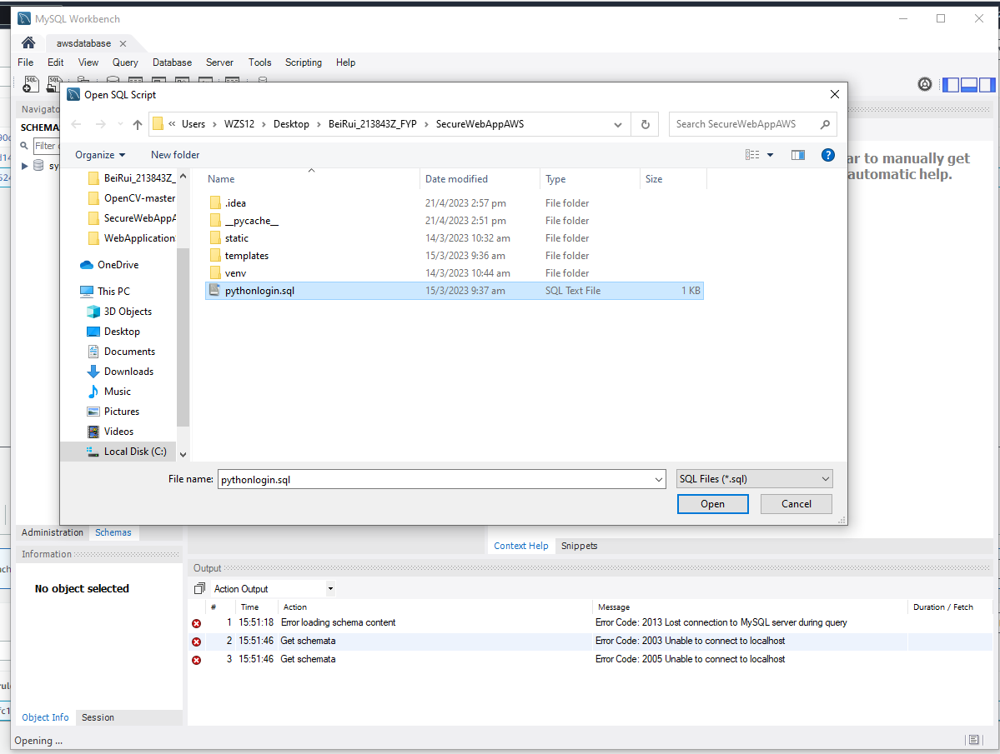 MySQL Workbench
awsdatabase
File Edit View Query Database Server Tools Scripting Help
Open SQL Script
Users WZS12 Desktop BeiRui_213843Z_FYP SecureWebAppAWS
Search SecureWebAppAWS
Organize New folder
Navigato
SCHEMA
Filter
sy
BeiRui_213843Z_
OpenCV-master
SecureWebAppA
WebApplication
OneDrive
This PC
3D Objects
Desktop
Documents
Downloads
Music
Pictures
Videos
Local Disk (C:)
Name Date modified Type Size
.idea 21/4/2023 2:57 pm File folder
__pycache__ 21/4/2023 2:51 pm File folder
static 14/3/2023 10:32 am File folder
templates 15/3/2023 9:36 am File folder
venv 14/3/2023 10:44 am File folder
pythonlogin.sql 15/3/2023 9:37 am SQL Text File 1 KB
ar to manually get
automatic help.
File name: pythonlogin.sql SQL Files (*.sql)
Open Cancel
Administration Schemas
Information
No object selected
Object Info Session
Context Help Snippets
Output
Action Output
# Time Action Message Duration / Fetch
1 15:51:18 Error loading schema content Error Code: 2013 Lost connection to MySQL server during query
2 15:51:46 Get schemata Error Code: 2003 Unable to connect to localhost
3 15:51:46 Get schemata Error Code: 2005 Unable to connect to localhost
Opening ...